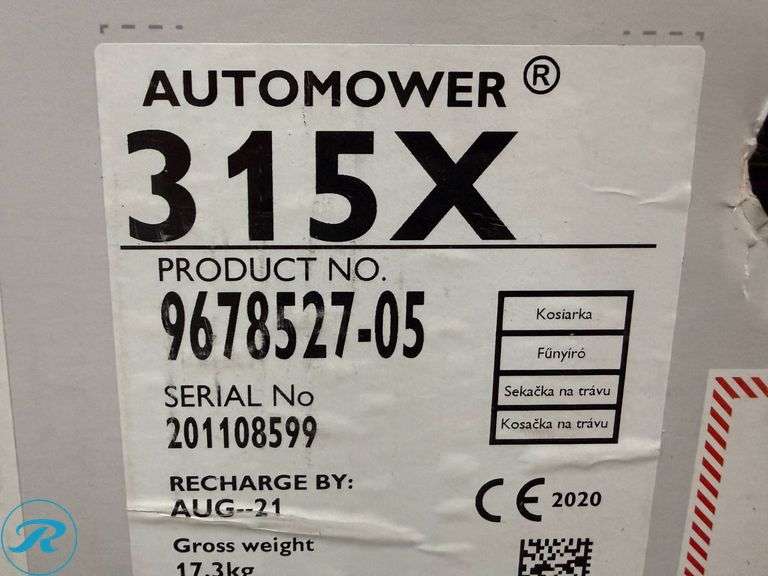 AUTOMOWER ®
315X
PRODUCT NO.
9678527-05
SERIAL No
201108599
Kosiarka
Fűnyíró
Sekačka na trávu
Kosačka na trávu
RECHARGE BY:
AUG--21
CE 2020
Gross weight
17.3kg
R